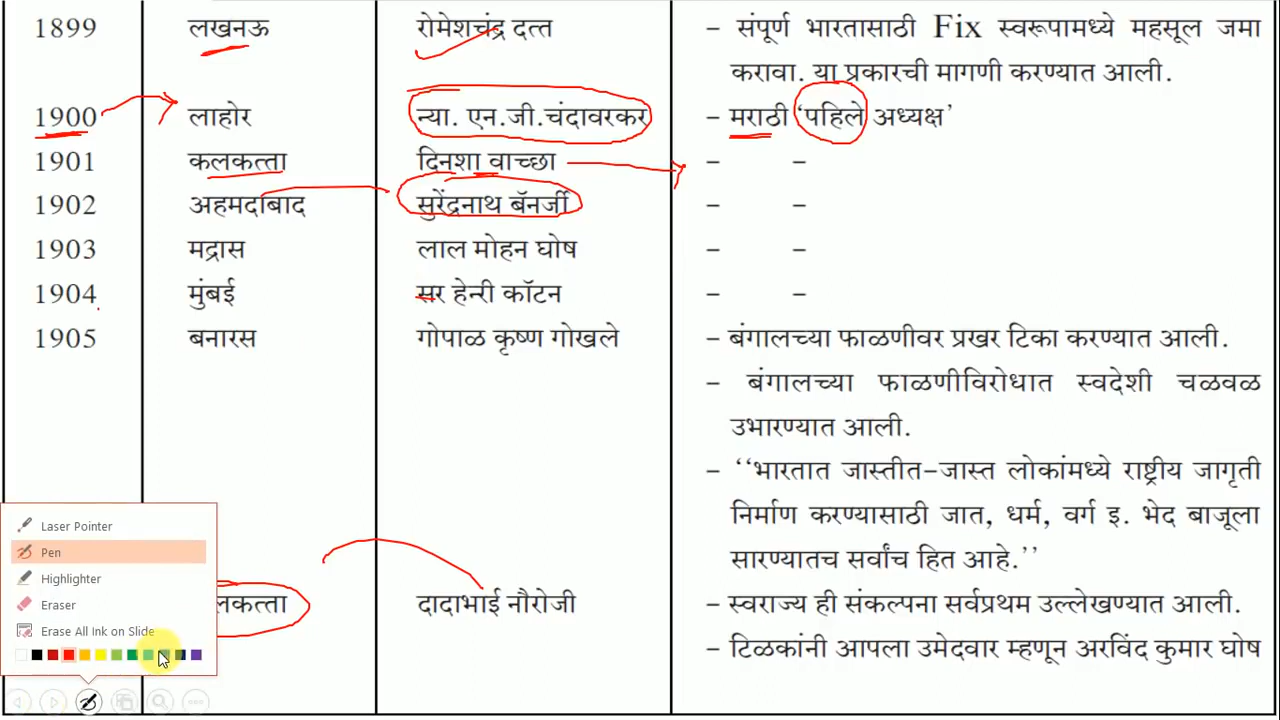 1899 लखनऊ रोमेशचंद्र दत्त – संपूर्ण भारतासाठी Fix स्वरूपामध्ये महसूल जमा
करावा. या प्रकारची मागणी करण्यात आली.
1900 लाहोर न्या. एन.जी.चंदावरकर – मराठी ‘पहिले अध्यक्ष’
1901 कलकत्ता दिनशा वाच्छा – –
1902 अहमदाबाद सुरेंद्रनाथ बॅनर्जी – –
1903 मद्रास लाल मोहन घोष – –
1904 मुंबई सर हेन्री कॉटन – –
1905 बनारस गोपाळ कृष्ण गोखले – बंगालच्या फाळणीवर प्रखर टिका करण्यात आली.
– बंगालच्या फाळणीविरोधात स्वदेशी चळवळ
उभारण्यात आली.
– ‘‘भारतात जास्तीत-जास्त लोकांमध्ये राष्ट्रीय जागृती
निर्माण करण्यासाठी जात, धर्म, वर्ग इ. भेद बाजूला
सारण्यातच सर्वांच हित आहे.’’
लकत्ता दादाभाई नौरोजी – स्वराज्य ही संकल्पना सर्वप्रथम उल्लेखण्यात आली.
– टिळकांनी आपला उमेदवार म्हणून अरविंद कुमार घोष
Laser Pointer
Pen
Highlighter
Eraser
Erase All Ink on Slide